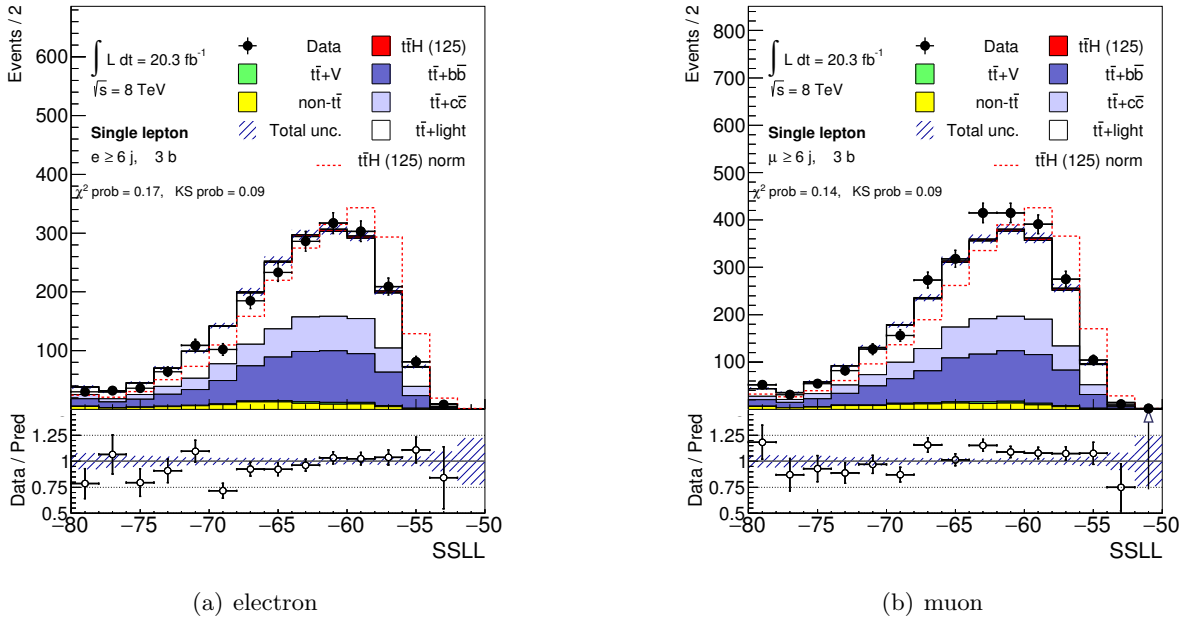 Events / 2
600
500
400
300
200
100
∫ L dt = 20.3 fb⁻¹
√s = 8 TeV
Single lepton
e ≥ 6 j, 3 b
χ² prob = 0.17, KS prob = 0.09
Data
tt̄+V
non-tt̄
Total unc.
tt̄H (125)
tt̄+bb̄
tt̄+cc̄
tt̄+light
tt̄H (125) norm
Data / Pred
1.25
1
0.75
0.5
−80 −75 −70 −65 −60 −55 −50
SSLL
(a) electron
Events / 2
800
700
600
500
400
300
200
100
0
∫ L dt = 20.3 fb⁻¹
√s = 8 TeV
Single lepton
μ ≥ 6 j, 3 b
χ² prob = 0.14, KS prob = 0.09
Data
tt̄+V
non-tt̄
Total unc.
tt̄H (125)
tt̄+bb̄
tt̄+cc̄
tt̄+light
tt̄H (125) norm
Data / Pred
1.25
1
0.75
0.5
−80 −75 −70 −65 −60 −55 −50
SSLL
(b) muon